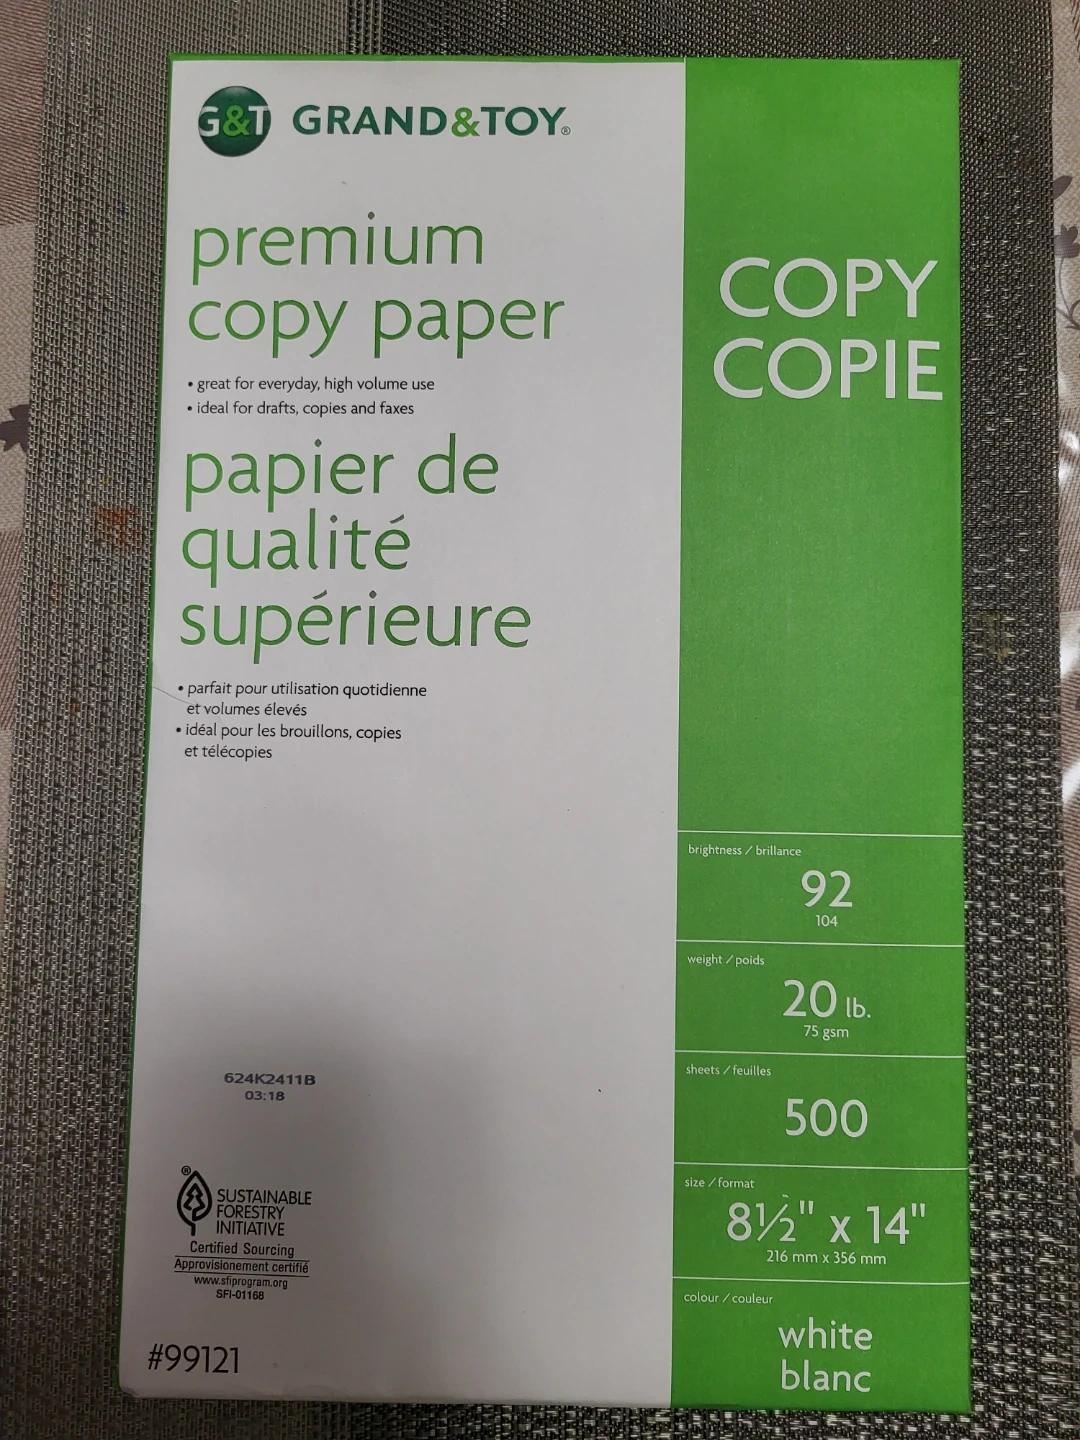 G&T GRAND&TOY®
premium
copy paper
• great for everyday, high volume use
• ideal for drafts, copies and faxes
papier de
qualité
supérieure
• parfait pour utilisation quotidienne
et volumes élevés
• idéal pour les brouillons, copies
et télécopies
624K2411B
03:18
®
SUSTAINABLE
FORESTRY
INITIATIVE
Certified Sourcing
Approvisionement certifié
www.sfiprogram.org
SFI-01168
#99121
COPY
COPIE
brightness / brillance
92
104
weight / poids
20 lb.
75 gsm
sheets / feuilles
500
size / format
8½" x 14"
216 mm x 356 mm
colour / couleur
white
blanc